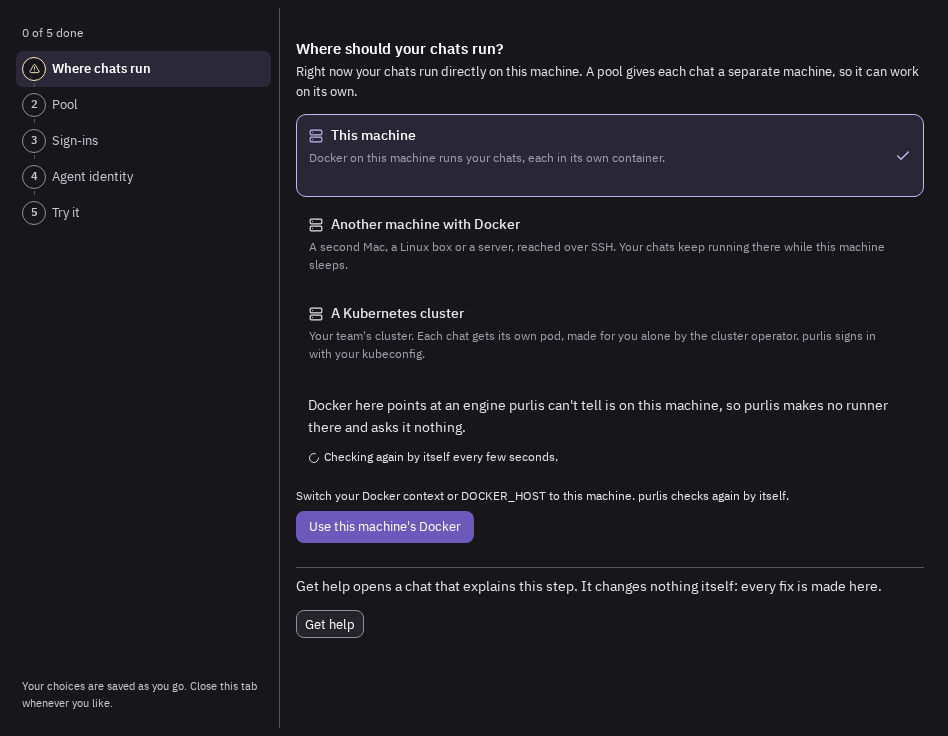 0 of 5 done
Where chats run
2 Pool
3 Sign-ins
4 Agent identity
5 Try it
Your choices are saved as you go. Close this tab
whenever you like.
Where should your chats run?
Right now your chats run directly on this machine. A pool gives each chat a separate machine, so it can work
on its own.
This machine
Docker on this machine runs your chats, each in its own container.
Another machine with Docker
A second Mac, a Linux box or a server, reached over SSH. Your chats keep running there while this machine
sleeps.
A Kubernetes cluster
Your team's cluster. Each chat gets its own pod, made for you alone by the cluster operator. purlis signs in
with your kubeconfig.
Docker here points at an engine purlis can't tell is on this machine, so purlis makes no runner
there and asks it nothing.
Checking again by itself every few seconds.
Switch your Docker context or DOCKER_HOST to this machine. purlis checks again by itself.
Use this machine's Docker
Get help opens a chat that explains this step. It changes nothing itself: every fix is made here.
Get help